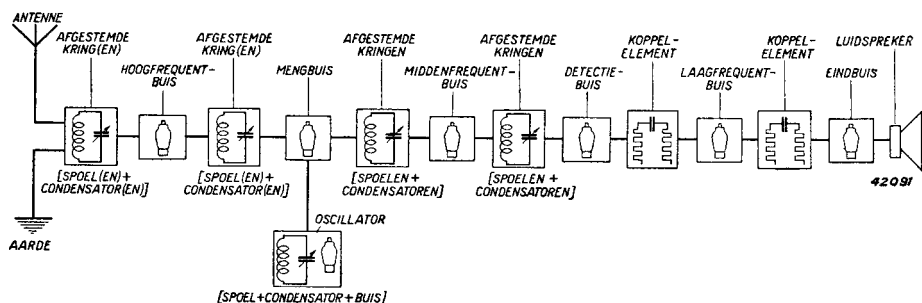 ANTENNE
AFGESTEMDE
KRING(EN)
HOOGFREQUENT-
BUIS
AFGESTEMDE
KRING(EN)
MENGBUIS
AFGESTEMDE
KRINGEN
MIDDENFREQUENT-
BUIS
AFGESTEMDE
KRINGEN
DETECTIE-
BUIS
KOPPEL-
ELEMENT
LAAGFREQUENT-
BUIS
KOPPEL-
ELEMENT
EINDBUIS
LUIDSPREKER
[SPOEL(EN)+
CONDENSATOR(EN)]
[SPOEL(EN)+
CONDENSATOR(EN)]
[SPOELEN +
CONDENSATOREN]
[SPOELEN +
CONDENSATOREN]
42091
AARDE
OSCILLATOR
[SPOEL+CONDENSATOR+BUIS]